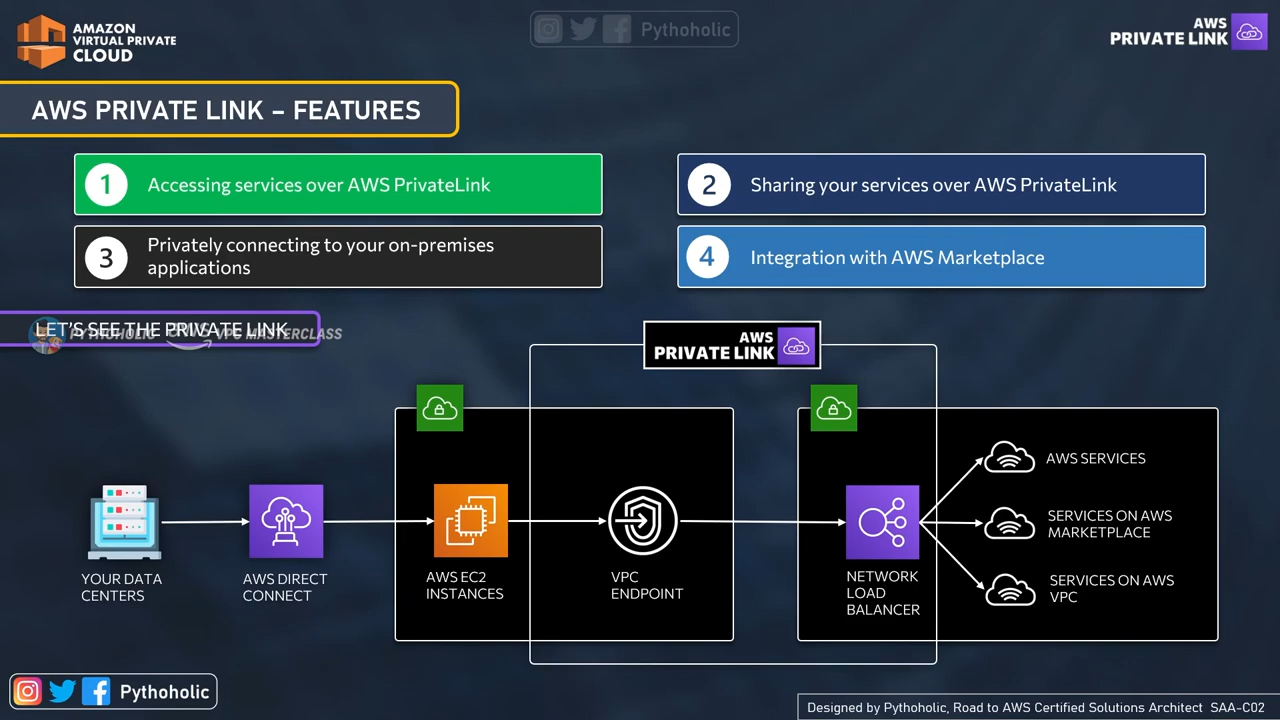 AMAZON
VIRTUAL PRIVATE
CLOUD
Pythoholic
AWS
PRIVATE LINK
AWS PRIVATE LINK – FEATURES
1
Accessing services over AWS PrivateLink
2
Sharing your services over AWS PrivateLink
3
Privately connecting to your on-premises
applications
4
Integration with AWS Marketplace
LET'S SEE THE PRIVATE LINK
PYTHOHOLIC aws VPC MASTERCLASS
AWS
PRIVATE LINK
AWS SERVICES
SERVICES ON AWS
MARKETPLACE
SERVICES ON AWS
VPC
YOUR DATA
CENTERS
AWS DIRECT
CONNECT
AWS EC2
INSTANCES
VPC
ENDPOINT
NETWORK
LOAD
BALANCER
Pythoholic
Designed by Pythoholic, Road to AWS Certified Solutions Architect SAA-C02